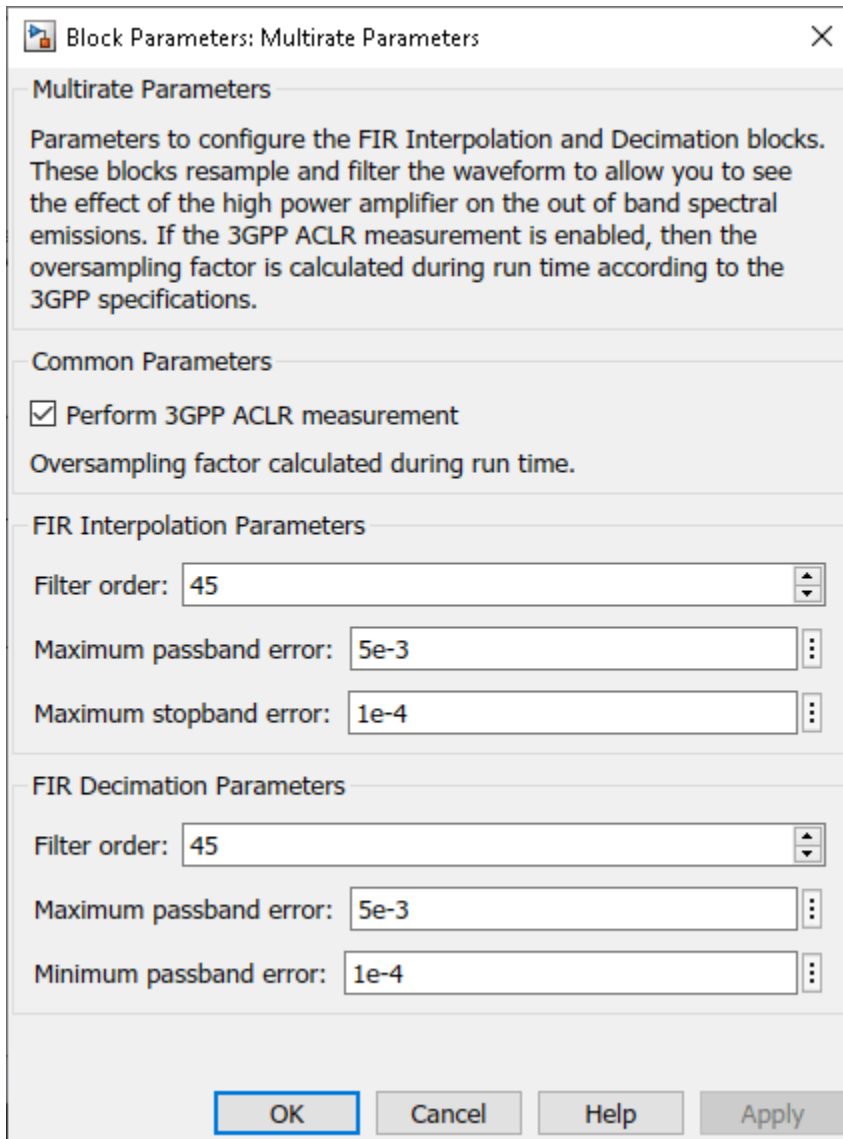 Block Parameters: Multirate Parameters
Multirate Parameters
Parameters to configure the FIR Interpolation and Decimation blocks.
These blocks resample and filter the waveform to allow you to see
the effect of the high power amplifier on the out of band spectral
emissions. If the 3GPP ACLR measurement is enabled, then the
oversampling factor is calculated during run time according to the
3GPP specifications.
Common Parameters
Perform 3GPP ACLR measurement
Oversampling factor calculated during run time.
FIR Interpolation Parameters
Filter order: 45
Maximum passband error: 5e-3
Maximum stopband error: 1e-4
FIR Decimation Parameters
Filter order: 45
Maximum passband error: 5e-3
Minimum passband error: 1e-4
OK Cancel Help Apply